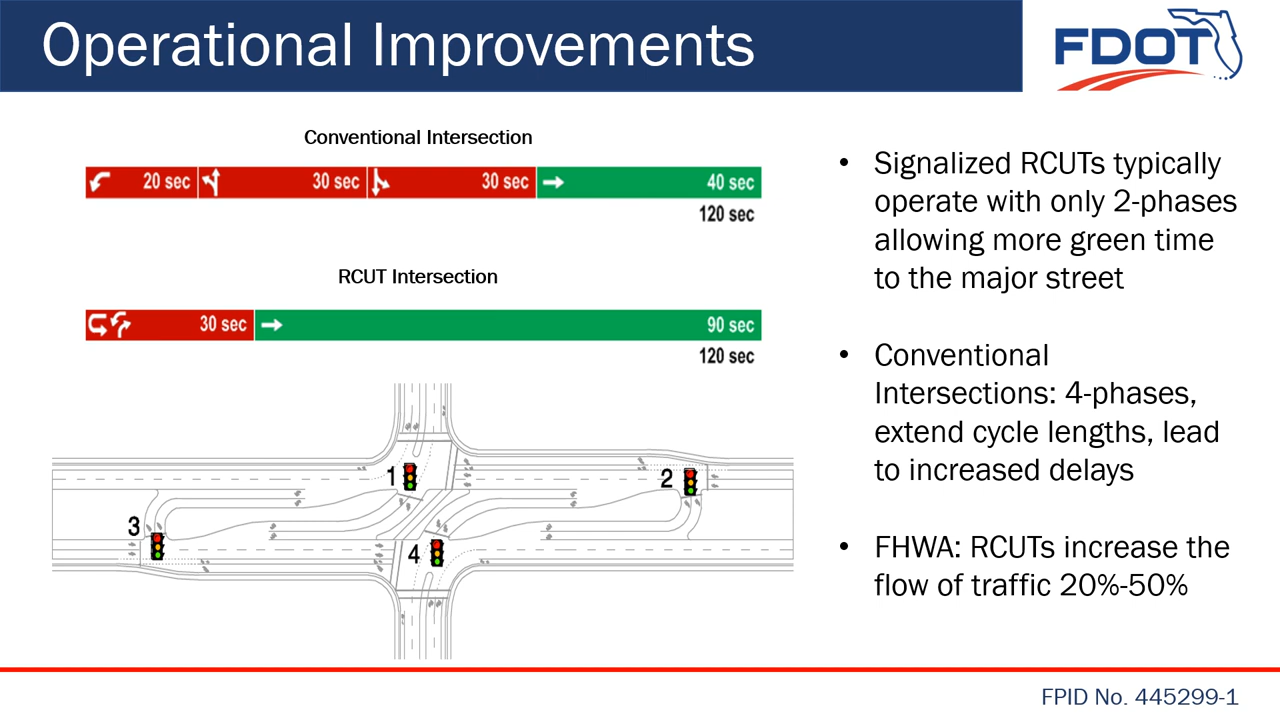 Operational Improvements
FDOT
Conventional Intersection
20 sec 30 sec 30 sec 40 sec
120 sec
RCUT Intersection
30 sec 90 sec
120 sec
1
2
3
4
• Signalized RCUTs typically
operate with only 2-phases
allowing more green time
to the major street
• Conventional
Intersections: 4-phases,
extend cycle lengths, lead
to increased delays
• FHWA: RCUTs increase the
flow of traffic 20%-50%
FPID No. 445299-1